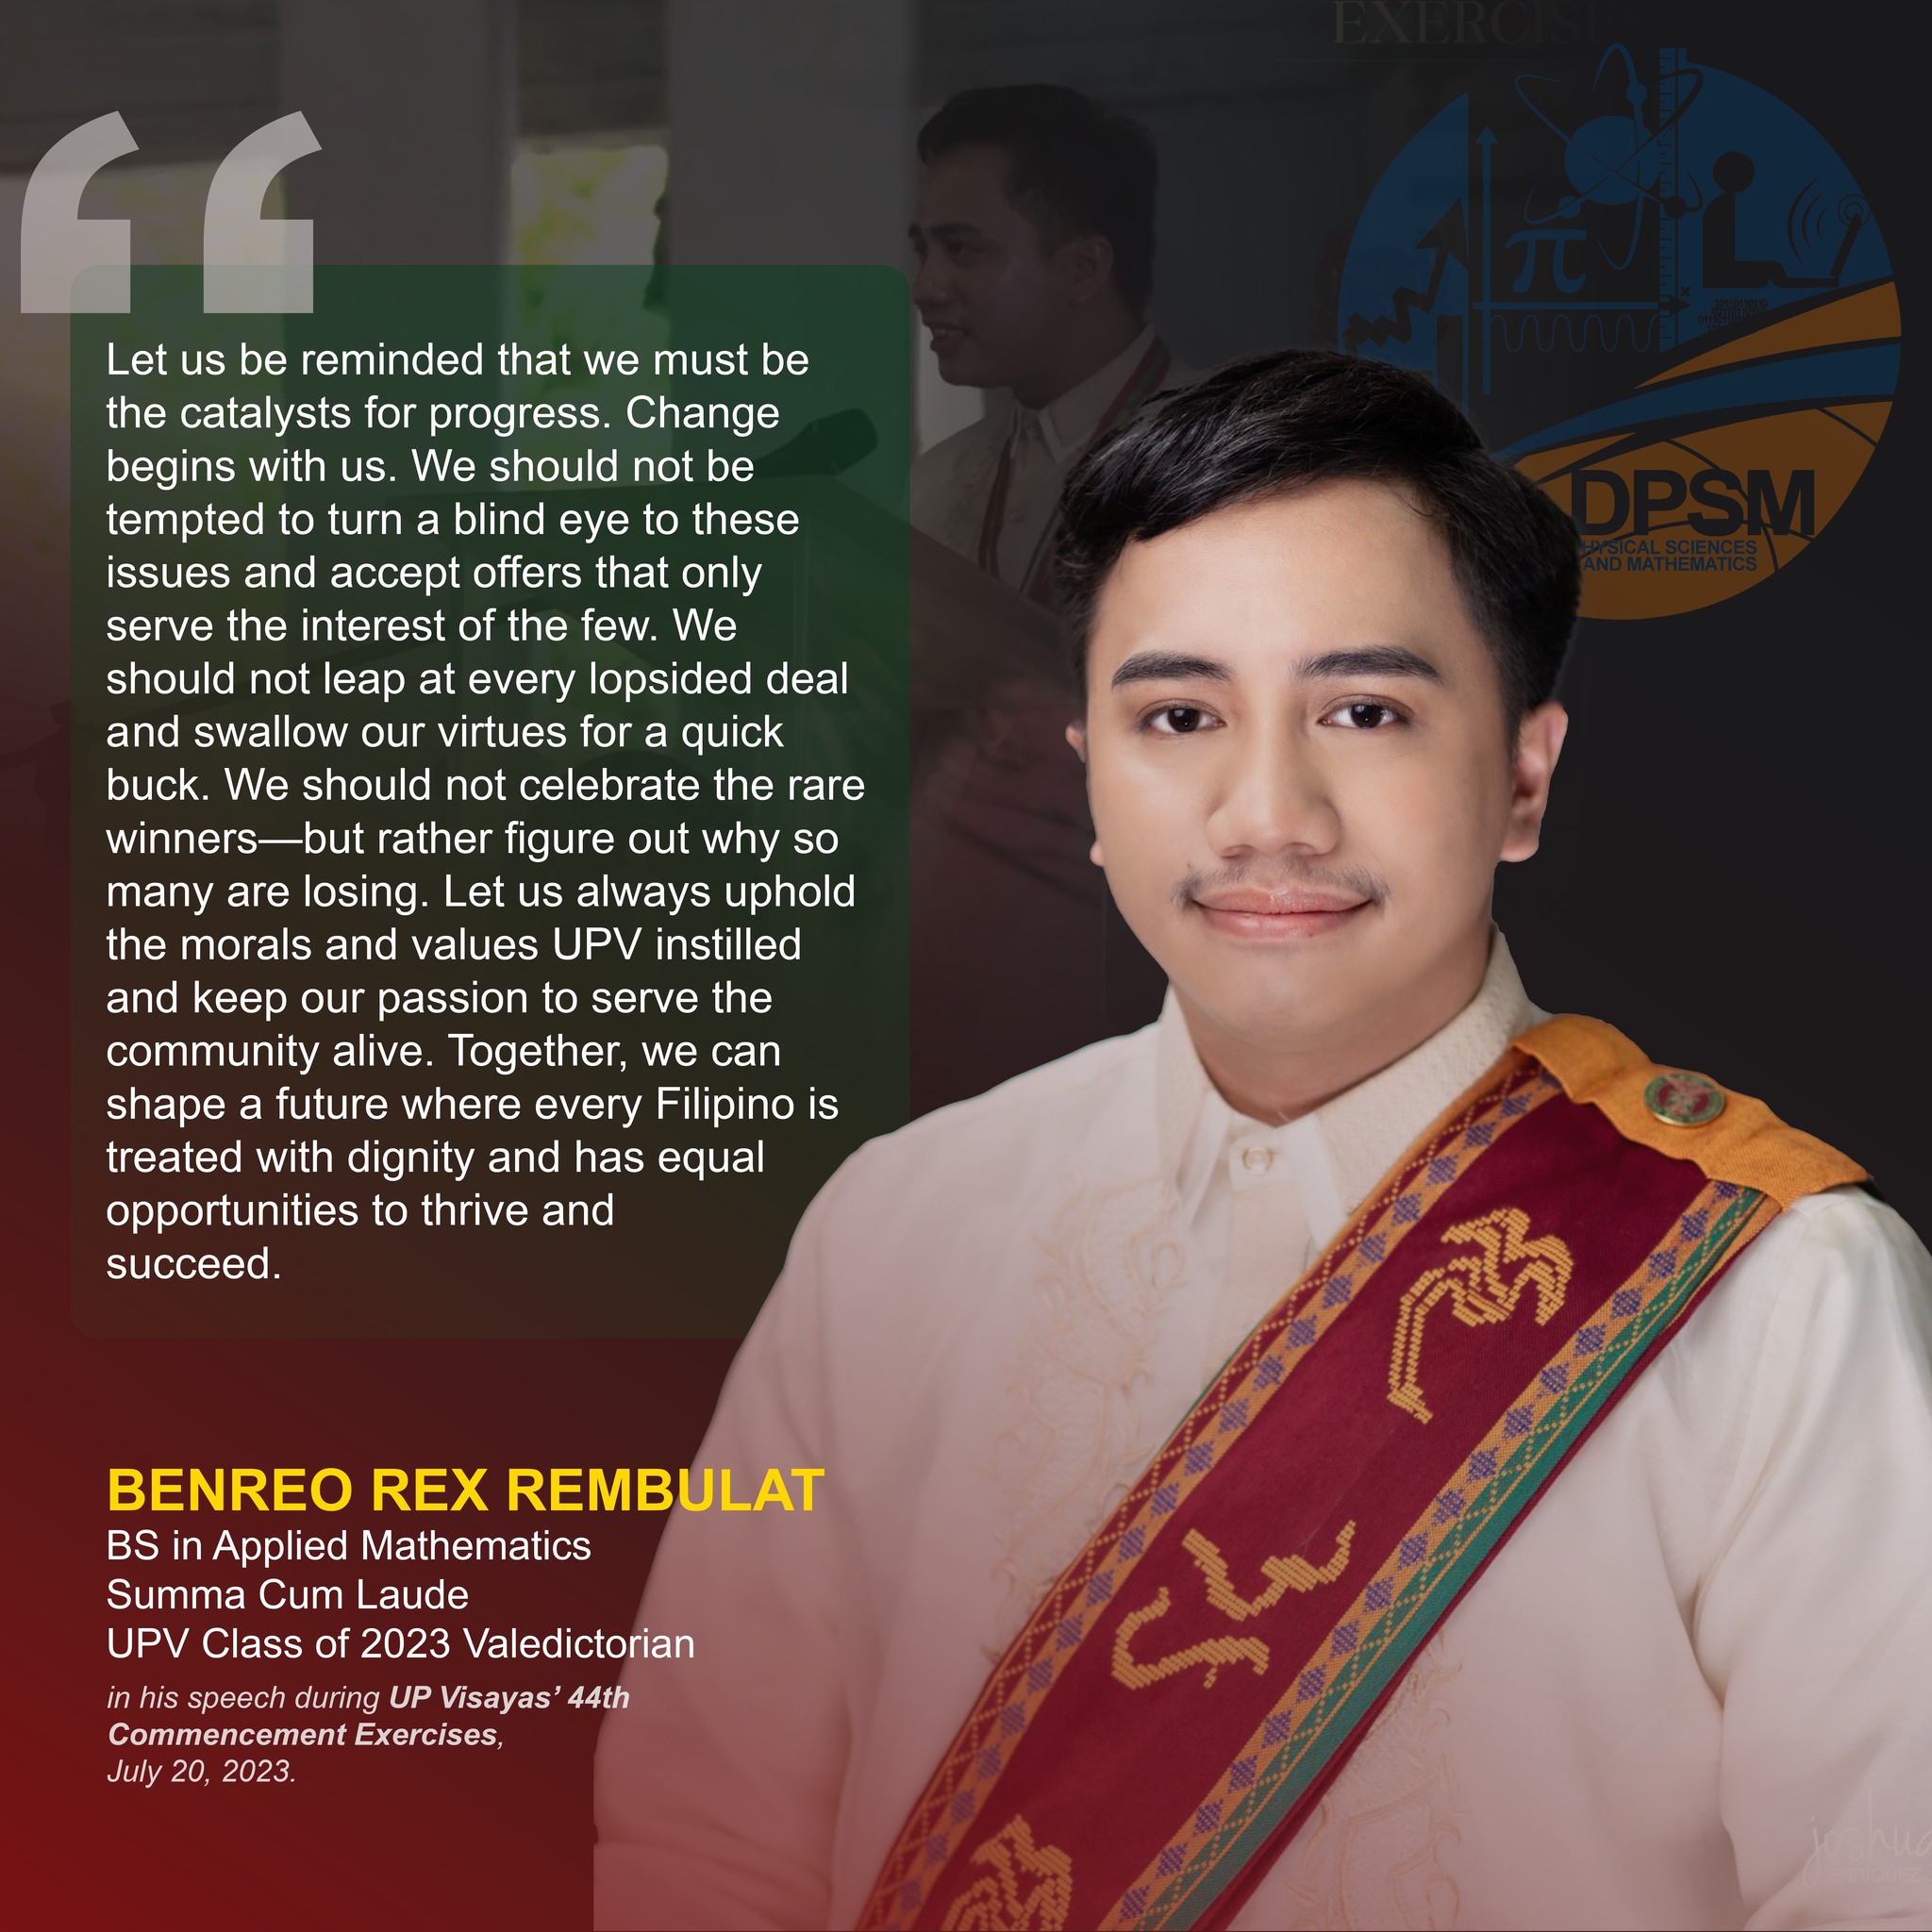 EXERCISE
Let us be reminded that we must be
the catalysts for progress. Change
begins with us. We should not be
tempted to turn a blind eye to these
issues and accept offers that only
serve the interest of the few. We
should not leap at every lopsided deal
and swallow our virtues for a quick
buck. We should not celebrate the rare
winners—but rather figure out why so
many are losing. Let us always uphold
the morals and values UPV instilled
and keep our passion to serve the
community alive. Together, we can
shape a future where every Filipino is
treated with dignity and has equal
opportunities to thrive and
succeed.
π
x
DPSM
HYSICAL SCIENCES
AND MATHEMATICS
BENREO REX REMBULAT
BS in Applied Mathematics
Summa Cum Laude
UPV Class of 2023 Valedictorian
in his speech during UP Visayas’ 44th
Commencement Exercises,
July 20, 2023.
joshua